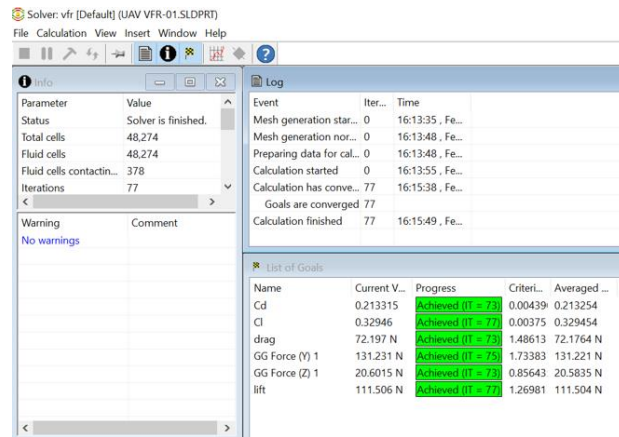 Solver: vfr [Default] (UAV VFR-01.SLDPRT)
File Calculation View Insert Window Help
Info
Parameter Value
Status Solver is finished.
Total cells 48,274
Fluid cells 48,274
Fluid cells contactin... 378
Iterations 77
Warning Comment
No warnings
Log
Event Iter... Time
Mesh generation star... 0 16:13:35 , Fe...
Mesh generation nor... 0 16:13:48 , Fe...
Preparing data for cal... 0 16:13:48 , Fe...
Calculation started 0 16:13:55 , Fe...
Calculation has conve... 77 16:15:38 , Fe...
Goals are converged 77
Calculation finished 77 16:15:49 , Fe...
List of Goals
Name Current V... Progress Criteri... Averaged ...
Cd 0.213315 Achieved (IT = 73) 0.00439 0.213254
Cl 0.32946 Achieved (IT = 77) 0.00375 0.329454
drag 72.197 N Achieved (IT = 73) 1.48613 72.1764 N
GG Force (Y) 1 131.231 N Achieved (IT = 75) 1.73383 131.221 N
GG Force (Z) 1 20.6015 N Achieved (IT = 73) 0.85643 20.5835 N
lift 111.506 N Achieved (IT = 77) 1.26981 111.504 N